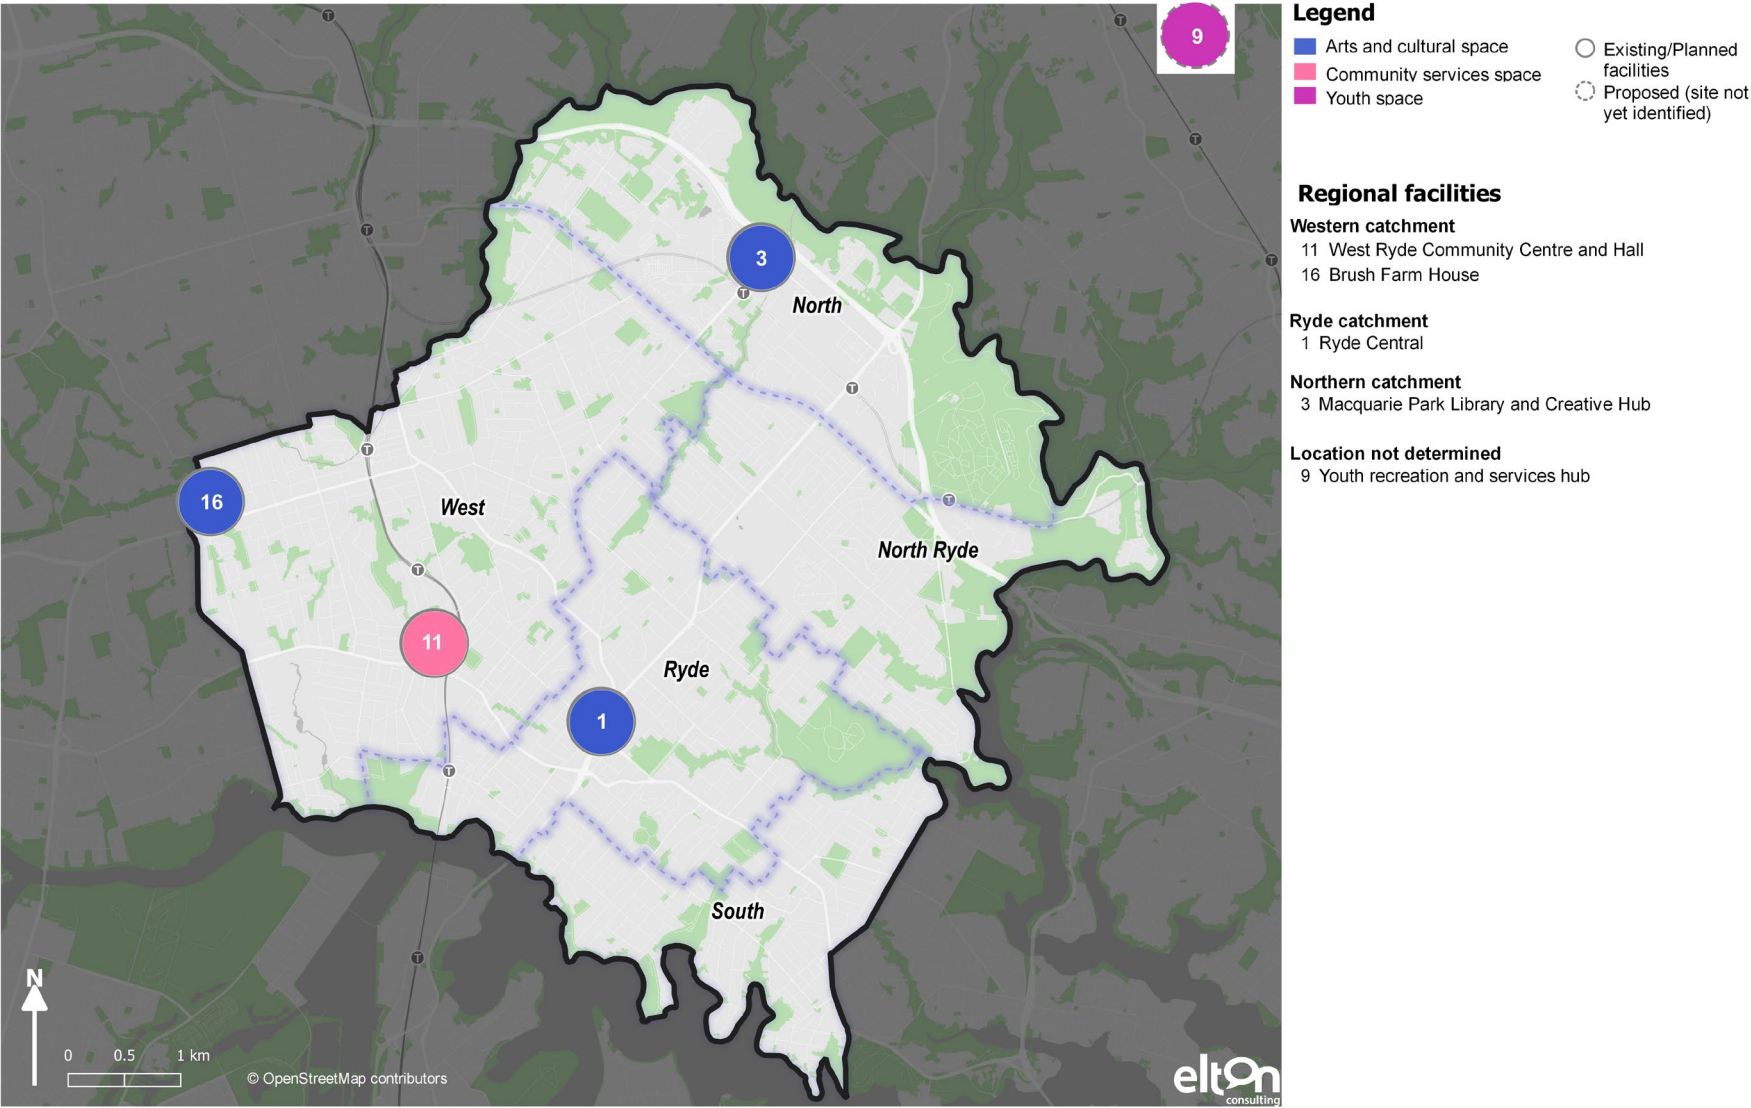 9
3
North
16
West
North Ryde
11
Ryde
1
South
N
0 0.5 1 km
© OpenStreetMap contributors
elton
consulting
T
T
T
T
T
T
T
T
T
T
T
T
Legend
Arts and cultural space
Community services space
Youth space
Existing/Planned
facilities
Proposed (site not
yet identified)
Regional facilities
Western catchment
11 West Ryde Community Centre and Hall
16 Brush Farm House
Ryde catchment
1 Ryde Central
Northern catchment
3 Macquarie Park Library and Creative Hub
Location not determined
9 Youth recreation and services hub